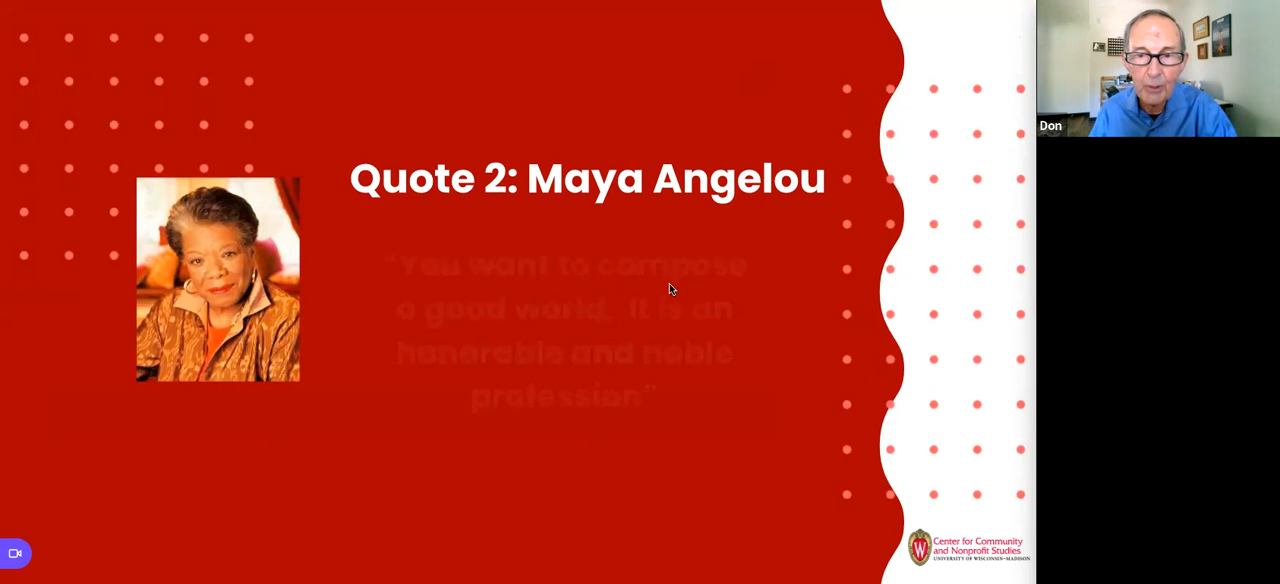 Quote 2: Maya Angelou
"You want to compose
a good world. It is an
honorable and noble
profession"
Don
W
Center for Community
and Nonprofit Studies
UNIVERSITY OF WISCONSIN–MADISON